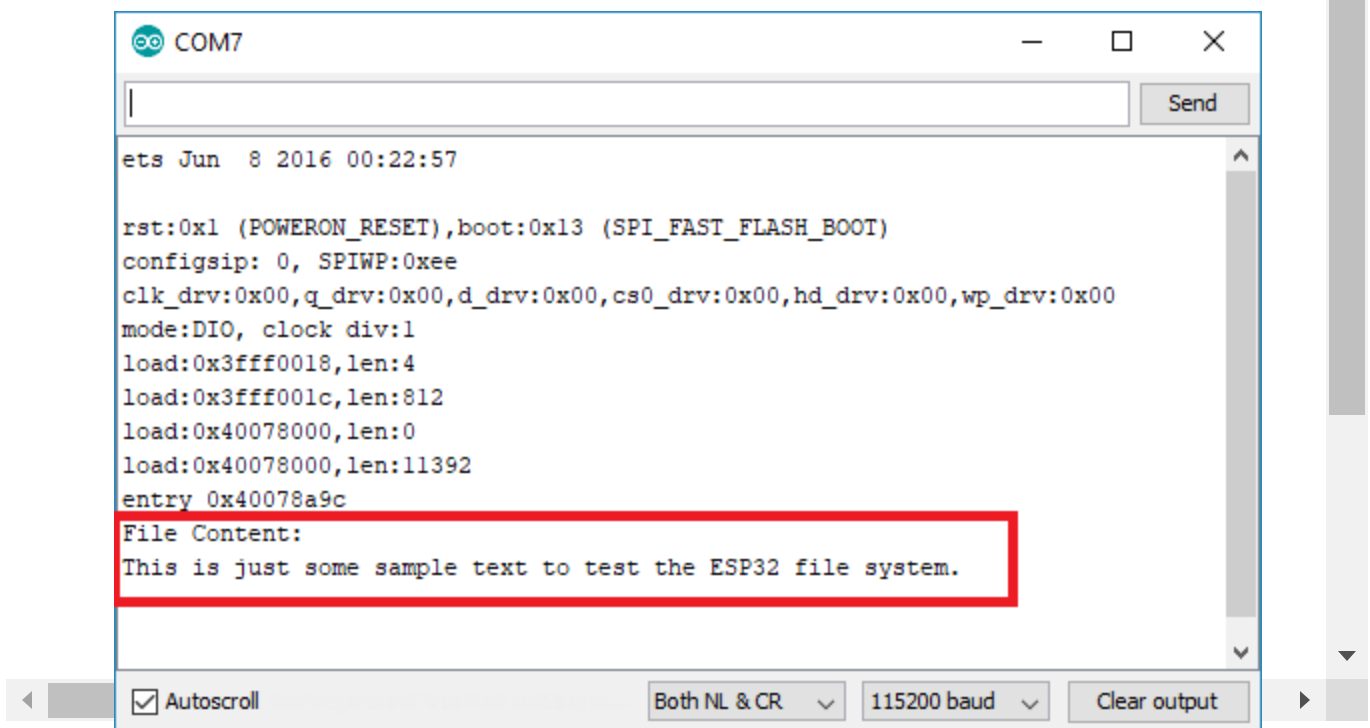 COM7
Send
ets Jun  8 2016 00:22:57
rst:0x1 (POWERON_RESET),boot:0x13 (SPI_FAST_FLASH_BOOT)
configsip: 0, SPIWP:0xee
clk_drv:0x00,q_drv:0x00,d_drv:0x00,cs0_drv:0x00,hd_drv:0x00,wp_drv:0x00
mode:DIO, clock div:1
load:0x3fff0018,len:4
load:0x3fff001c,len:812
load:0x40078000,len:0
load:0x40078000,len:11392
entry 0x40078a9c
File Content:
This is just some sample text to test the ESP32 file system.
Autoscroll Both NL & CR 115200 baud Clear output